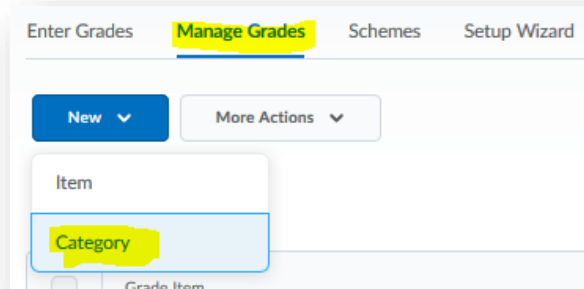 Enter Grades Manage Grades Schemes Setup Wizard
New More Actions
Item
Category
Grade Item